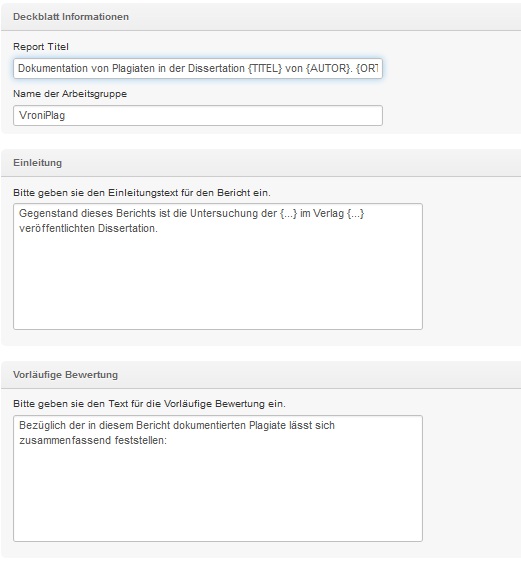 Deckblatt Informationen
Report Titel
Dokumentation von Plagiaten in der Dissertation {TITEL} von {AUTOR}. {ORT
Name der Arbeitsgruppe
VroniPlag
Einleitung
Bitte geben sie den Einleitungstext für den Bericht ein.
Gegenstand dieses Berichts ist die Untersuchung der {...} im Verlag {...}
veröffentlichten Dissertation.
Vorläufige Bewertung
Bitte geben sie den Text für die Vorläufige Bewertung ein.
Bezüglich der in diesem Bericht dokumentierten Plagiate lässt sich
zusammenfassend feststellen: